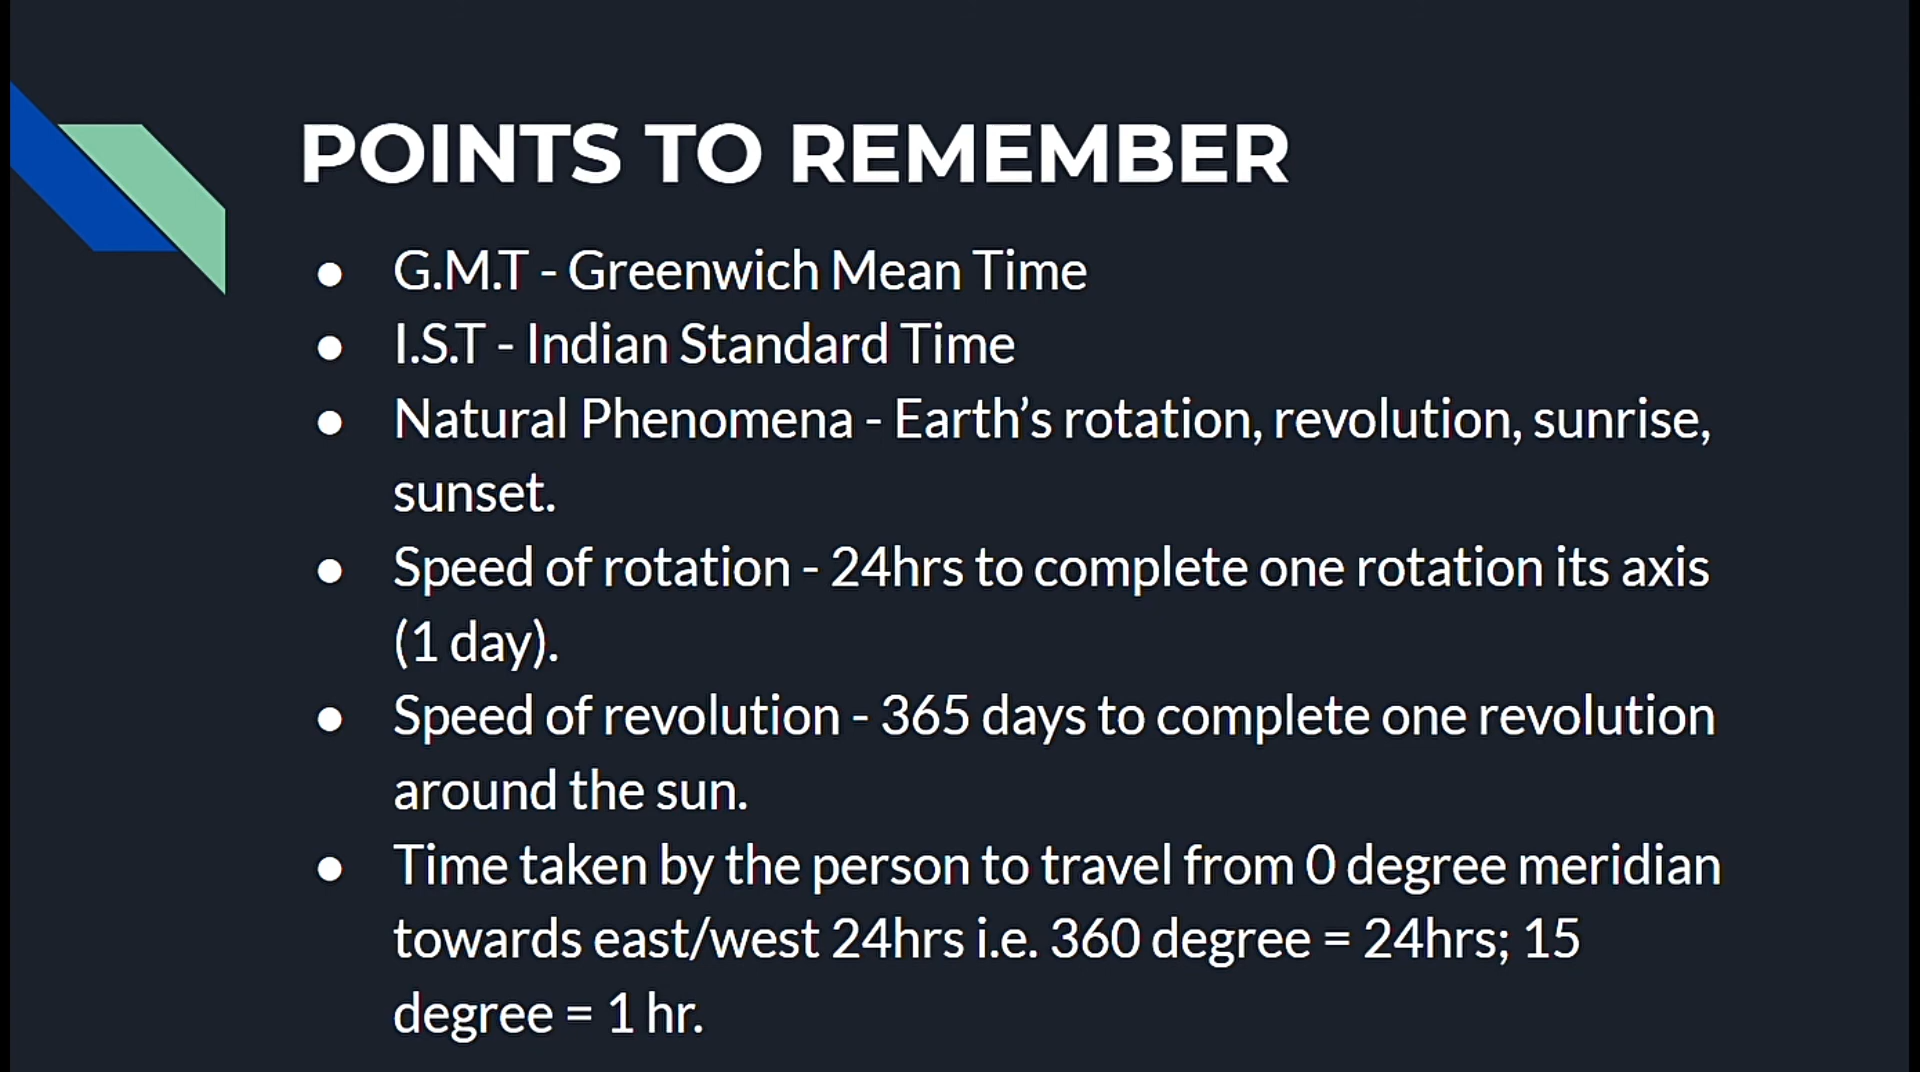 POINTS TO REMEMBER
● G.M.T - Greenwich Mean Time
● I.S.T - Indian Standard Time
● Natural Phenomena - Earth’s rotation, revolution, sunrise,
sunset.
● Speed of rotation - 24hrs to complete one rotation its axis
(1 day).
● Speed of revolution - 365 days to complete one revolution
around the sun.
● Time taken by the person to travel from 0 degree meridian
towards east/west 24hrs i.e. 360 degree = 24hrs; 15
degree = 1 hr.